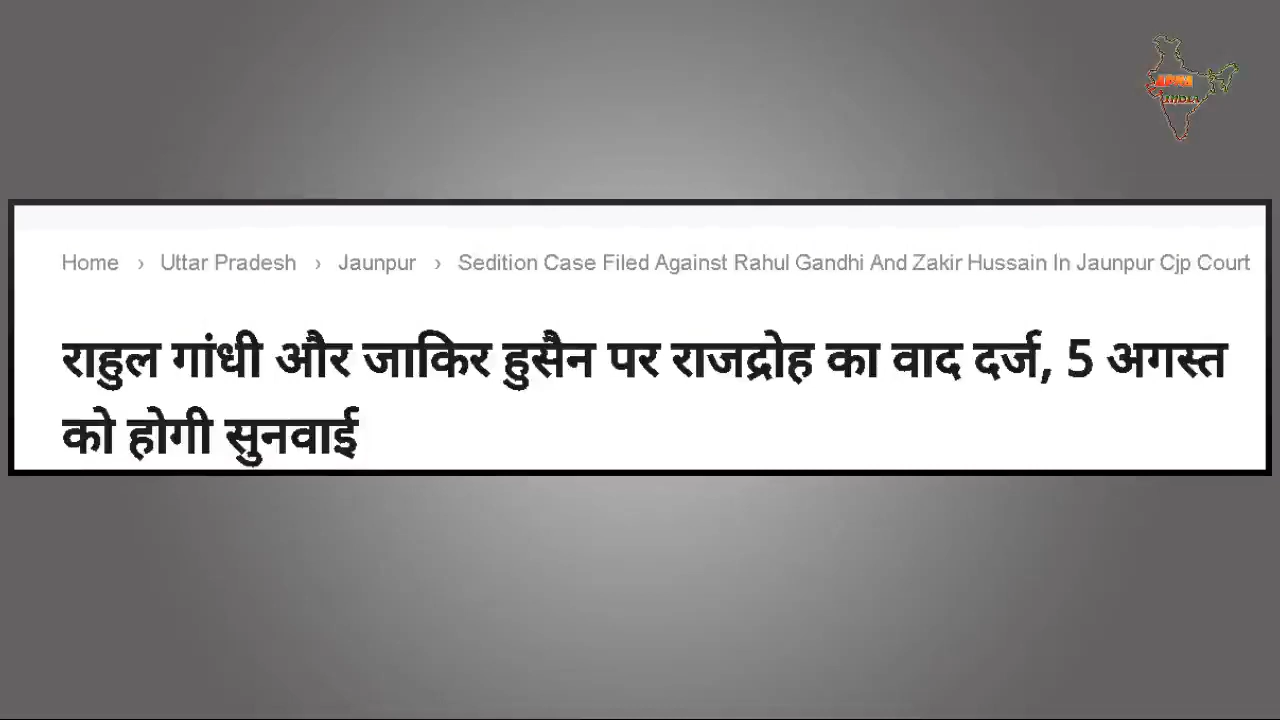 Home › Uttar Pradesh › Jaunpur › Sedition Case Filed Against Rahul Gandhi And Zakir Hussain In Jaunpur Cjp Court
राहुल गांधी और जाकिर हुसैन पर राजद्रोह का वाद दर्ज, 5 अगस्त
को होगी सुनवाई
INDIA